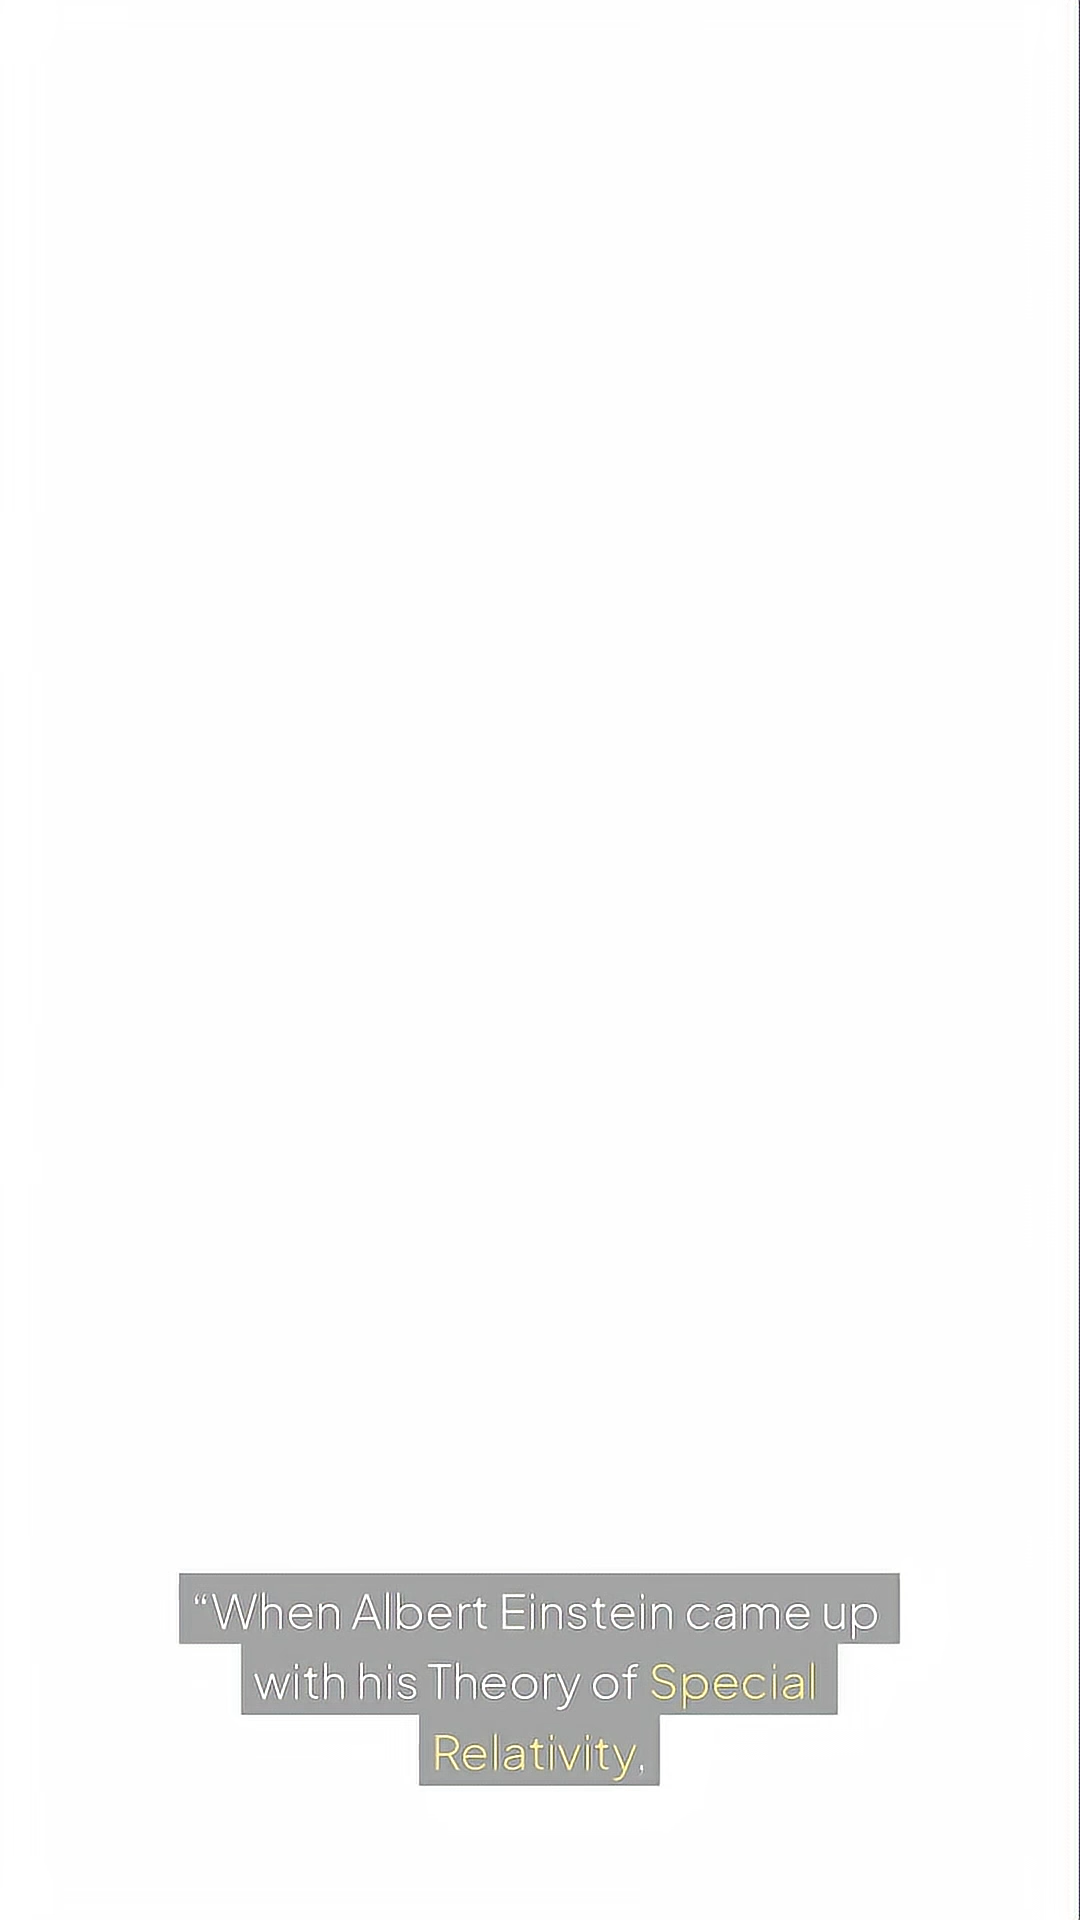 “When Albert Einstein came up
with his Theory of Special
Relativity,